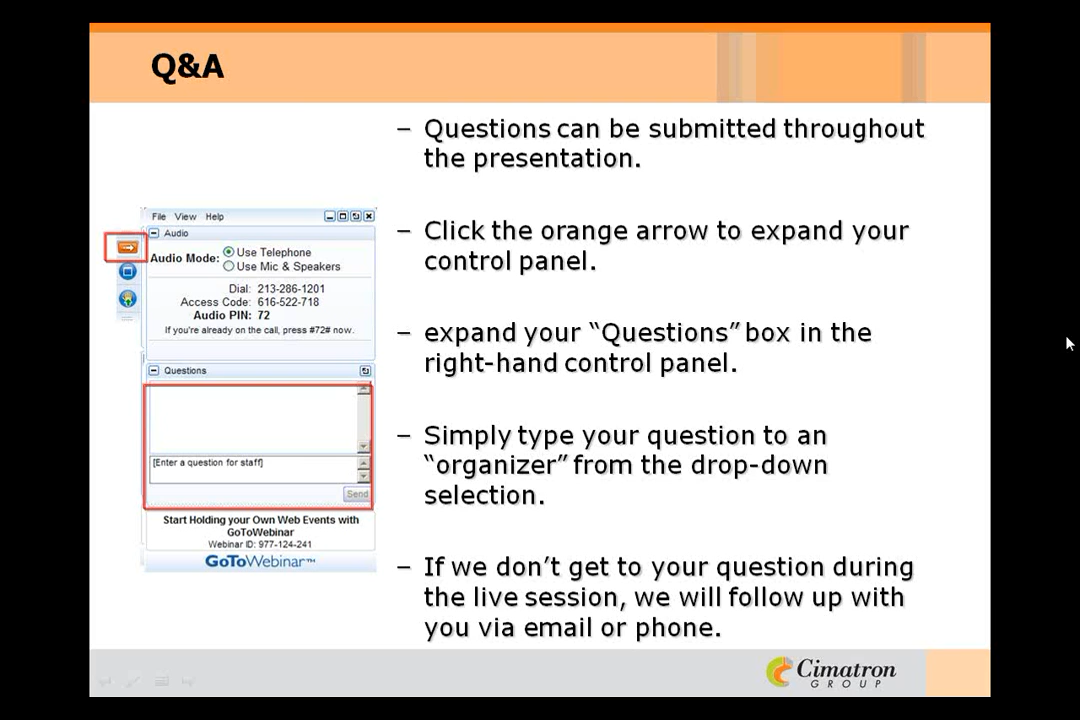 Q&A
– Questions can be submitted throughout
the presentation.
– Click the orange arrow to expand your
control panel.
– expand your “Questions” box in the
right-hand control panel.
– Simply type your question to an
“organizer” from the drop-down
selection.
– If we don’t get to your question during
the live session, we will follow up with
you via email or phone.
File View Help
Audio
Audio Mode: Use Telephone
Use Mic & Speakers
Dial: 213-286-1201
Access Code: 616-522-718
Audio PIN: 72
If you're already on the call, press #72# now.
Questions
[Enter a question for staff]
Send
Start Holding your Own Web Events with
GoToWebinar
Webinar ID: 977-124-241
GoToWebinar™
Cimatron
GROUP